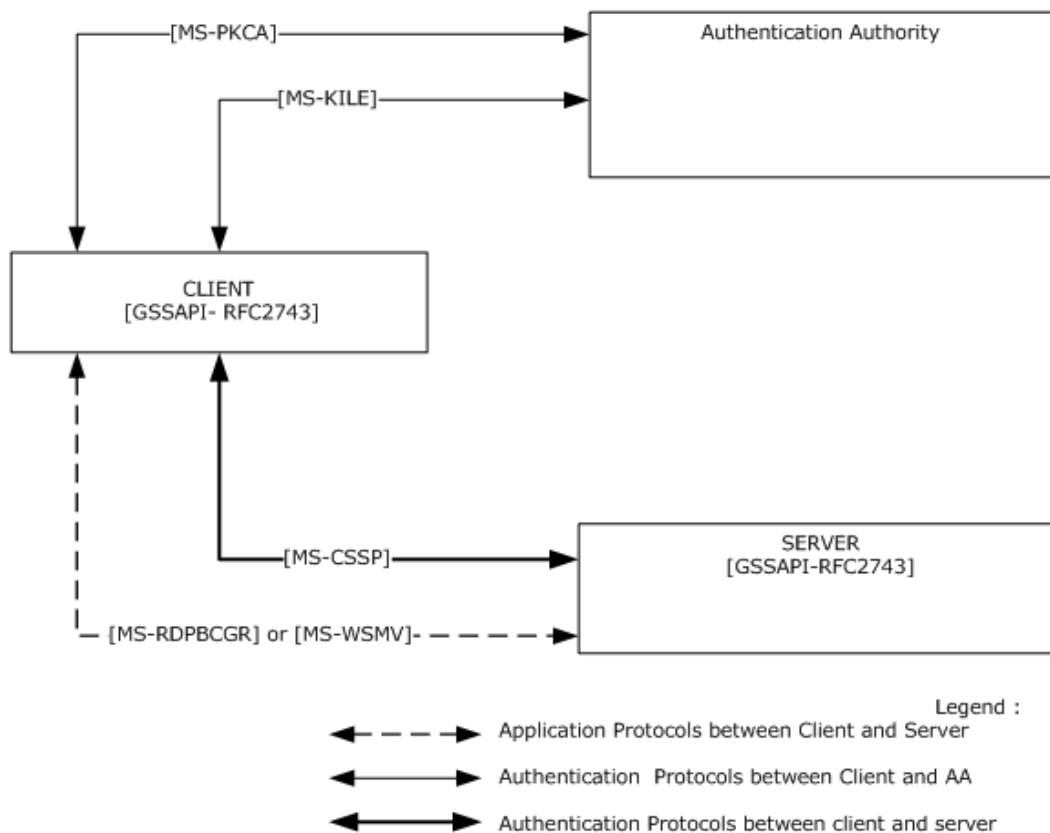 [MS-PKCA]
Authentication Authority
[MS-KILE]
CLIENT
[GSSAPI- RFC2743]
[MS-CSSP]
SERVER
[GSSAPI-RFC2743]
[MS-RDPBCGR] or [MS-WSMV]
Legend :
Application Protocols between Client and Server
Authentication Protocols between Client and AA
Authentication Protocols between client and server